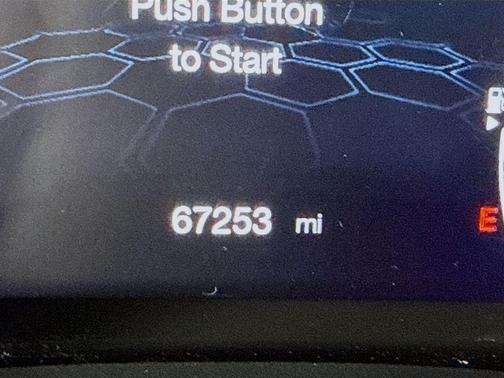 Push Button
to Start
67253 mi
E